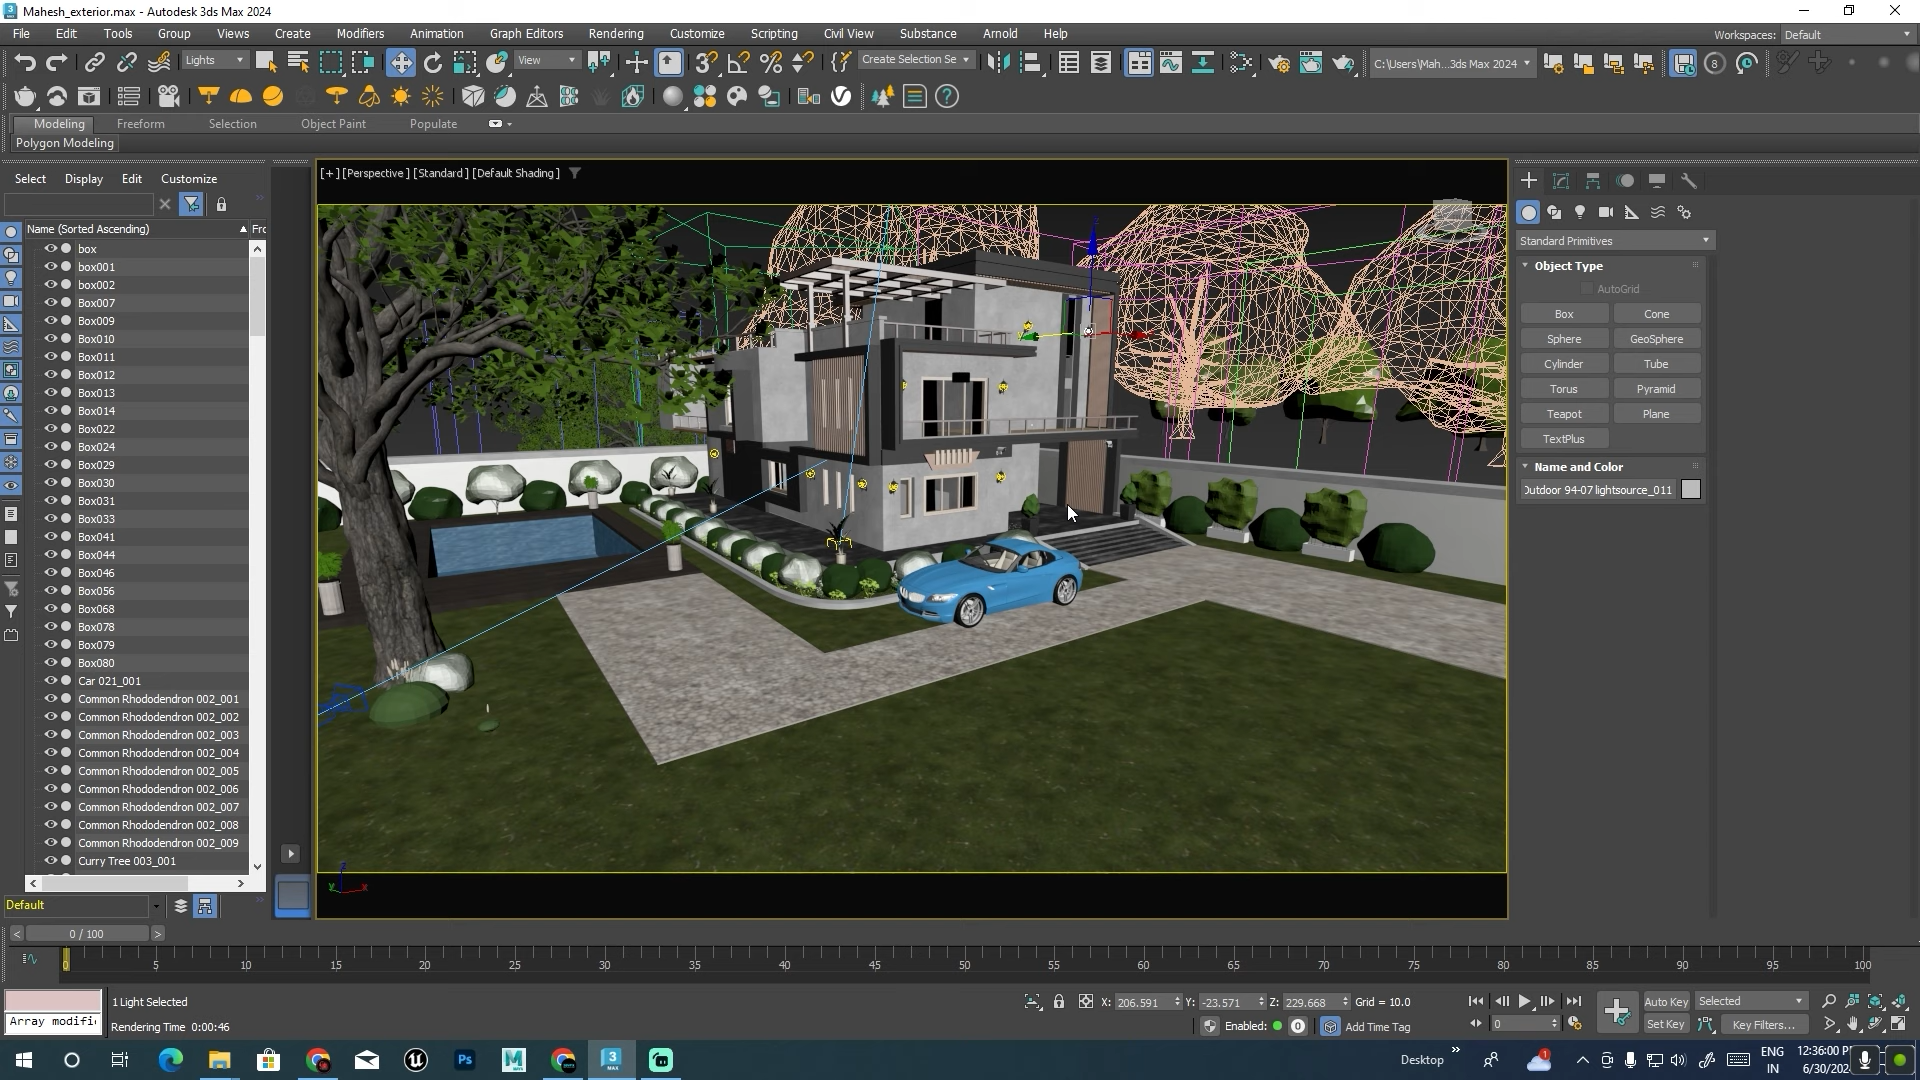 Mahesh_exterior.max - Autodesk 3ds Max 2024
File Edit Tools Group Views Create Modifiers Animation Graph Editors Rendering Customize Scripting Civil View Substance Arnold Help
Workspaces: Default
Lights View Create Selection Se C:\Users\Mah...3ds Max 2024
Modeling Freeform Selection Object Paint Populate
Polygon Modeling
Select Display Edit Customize
Name (Sorted Ascending) Fro
box
box001
box002
Box007
Box009
Box010
Box011
Box012
Box013
Box014
Box022
Box024
Box029
Box030
Box031
Box033
Box041
Box044
Box046
Box056
Box068
Box078
Box079
Box080
Car 021_001
Common Rhododendron 002_001
Common Rhododendron 002_002
Common Rhododendron 002_003
Common Rhododendron 002_004
Common Rhododendron 002_005
Common Rhododendron 002_006
Common Rhododendron 002_007
Common Rhododendron 002_008
Common Rhododendron 002_009
Curry Tree 003_001
Default
[+] [Perspective ] [Standard ] [Default Shading ]
z
y x
Standard Primitives
Object Type
AutoGrid
Box Cone
Sphere GeoSphere
Cylinder Tube
Torus Pyramid
Teapot Plane
TextPlus
Name and Color
Outdoor 94-07 lightsource_011
0 / 100
0 5 10 15 20 25 30 35 40 45 50 55 60 65 70 75 80 85 90 95 100
1 Light Selected
X: 206.591 Y: -23.571 Z: 229.668 Grid = 10.0
Auto Key Selected
Array modifi
Rendering Time 0:00:46
Enabled: 0 Add Time Tag
0
Set Key Key Filters...
Desktop
ENG
IN
12:36:00
6/30/202